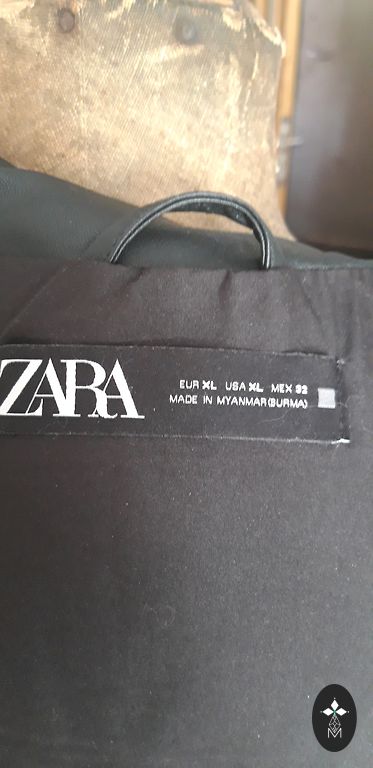 ZARA
EUR XL USA XL MEX 32
MADE IN MYANMAR(BURMA)
M